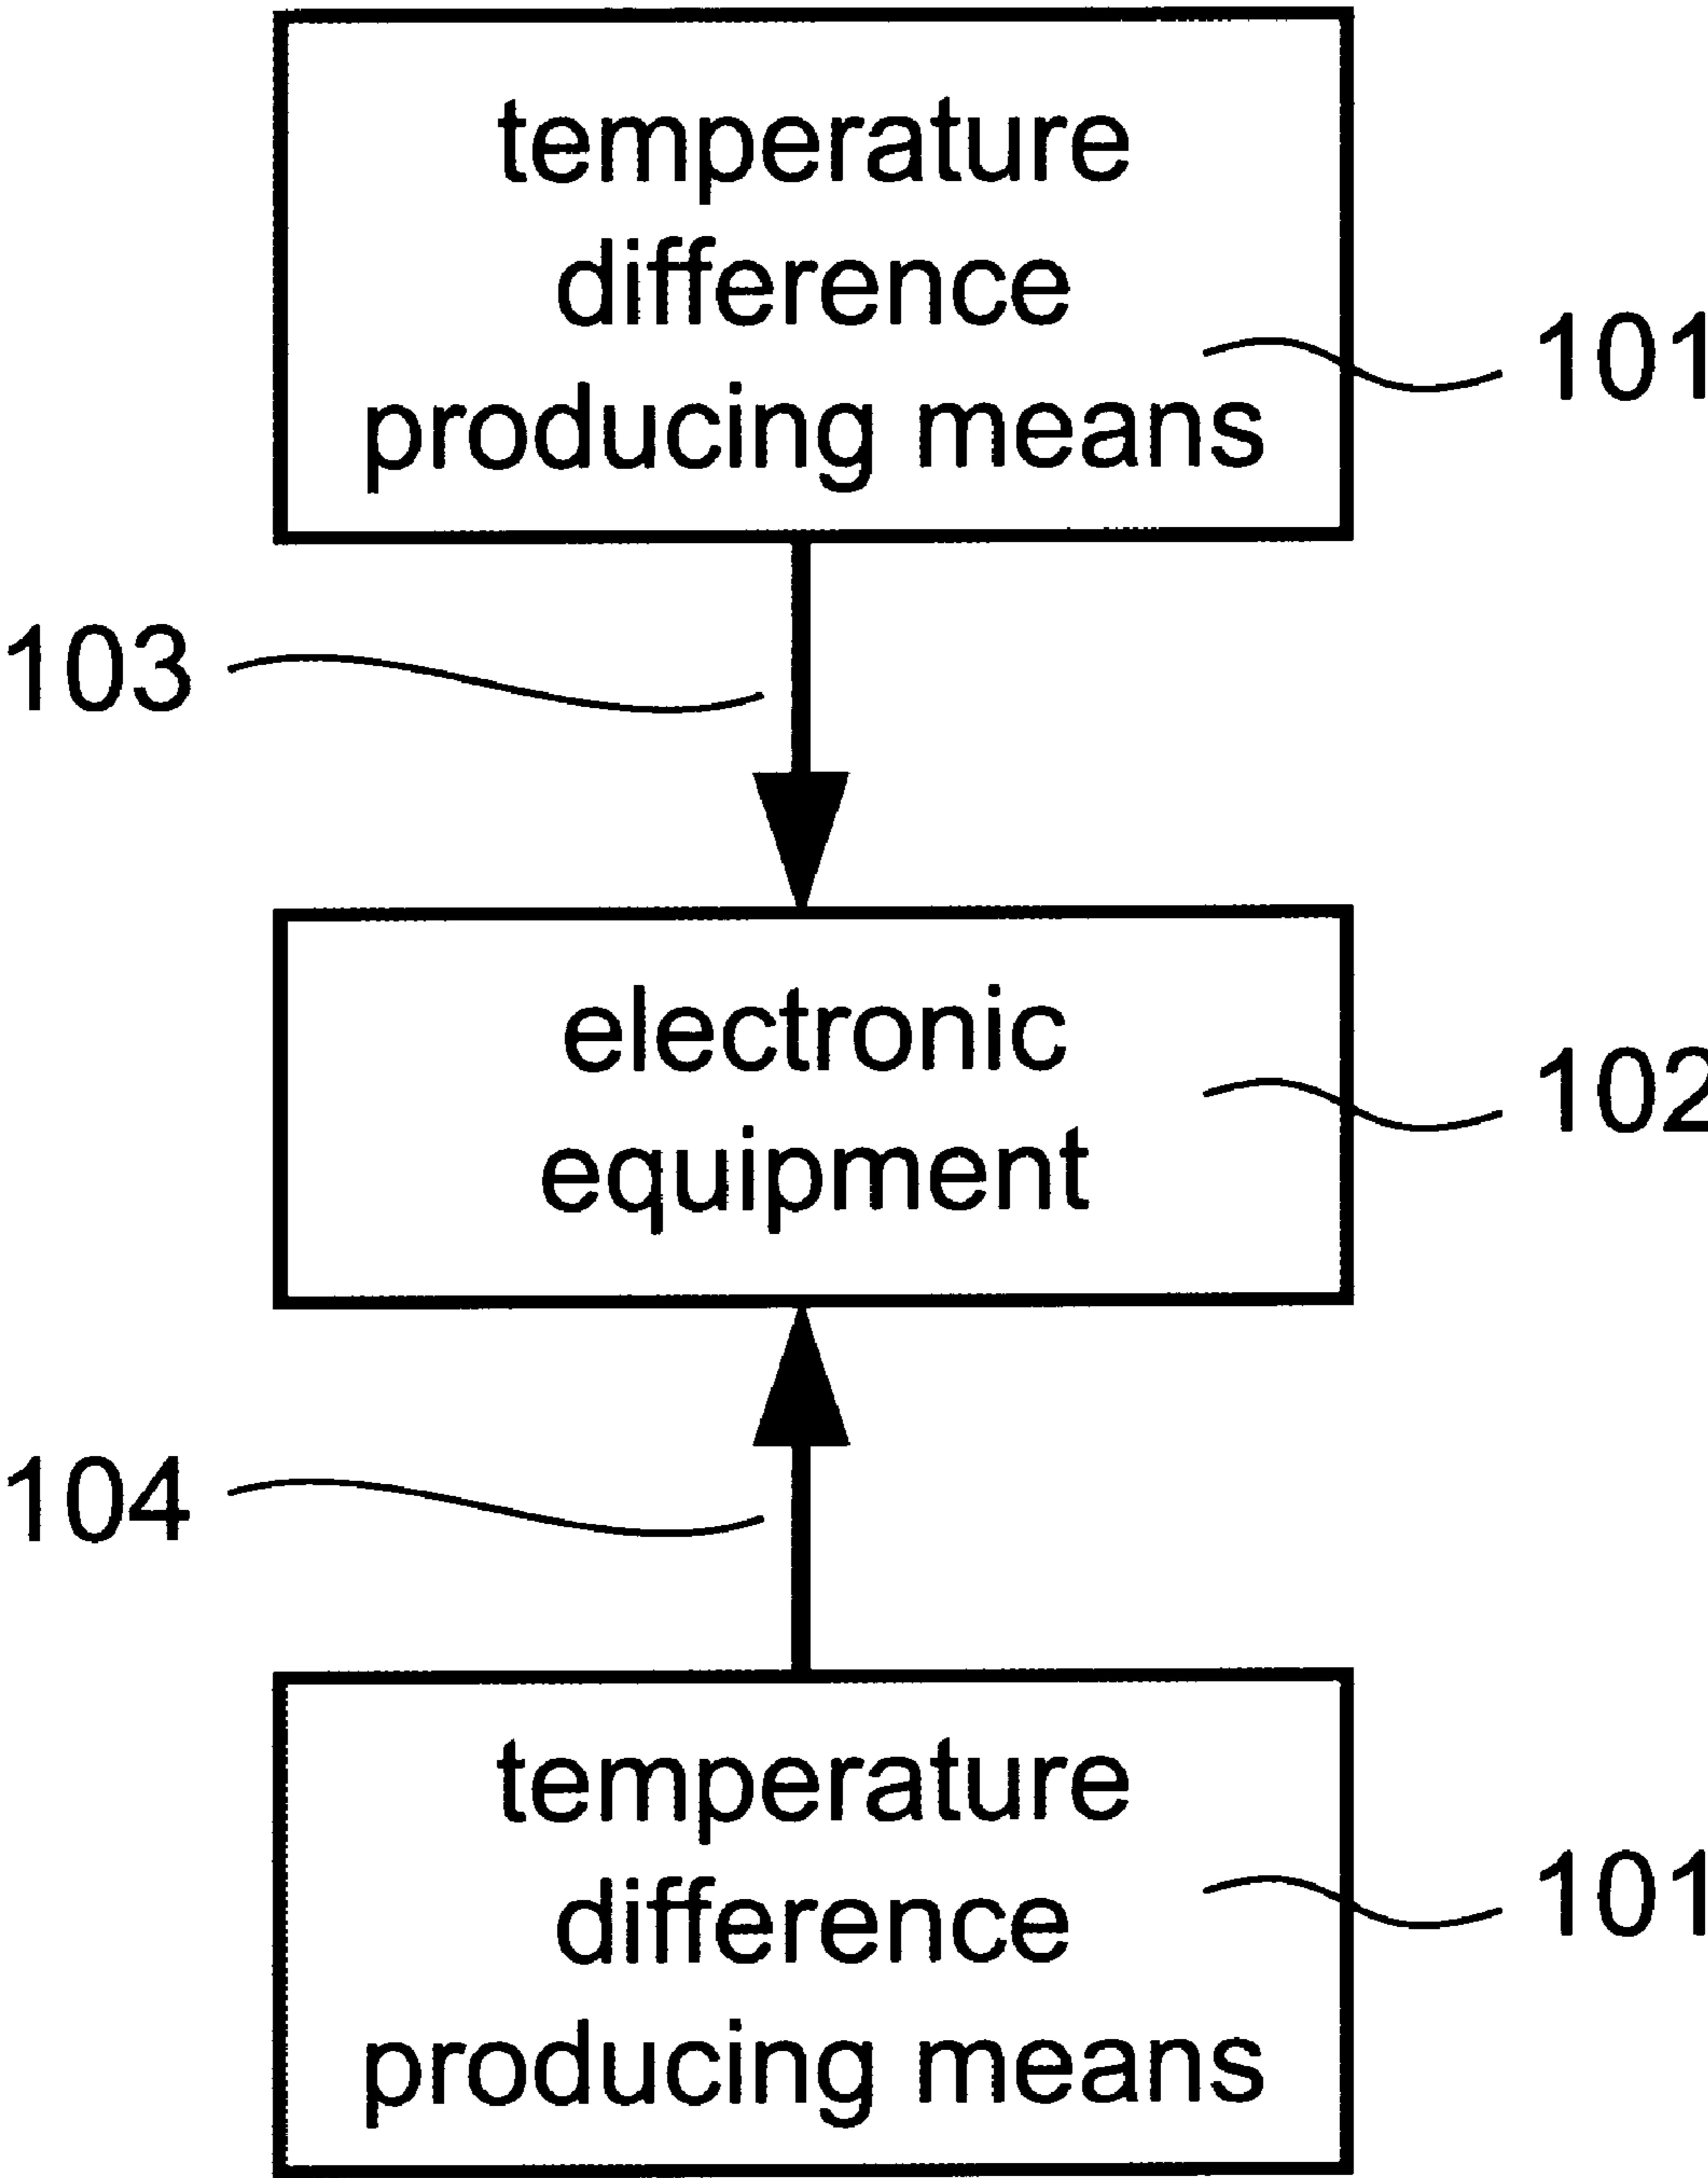 temperature
difference
producing means
101
103
electronic
equipment
102
104
temperature
difference
producing means
101